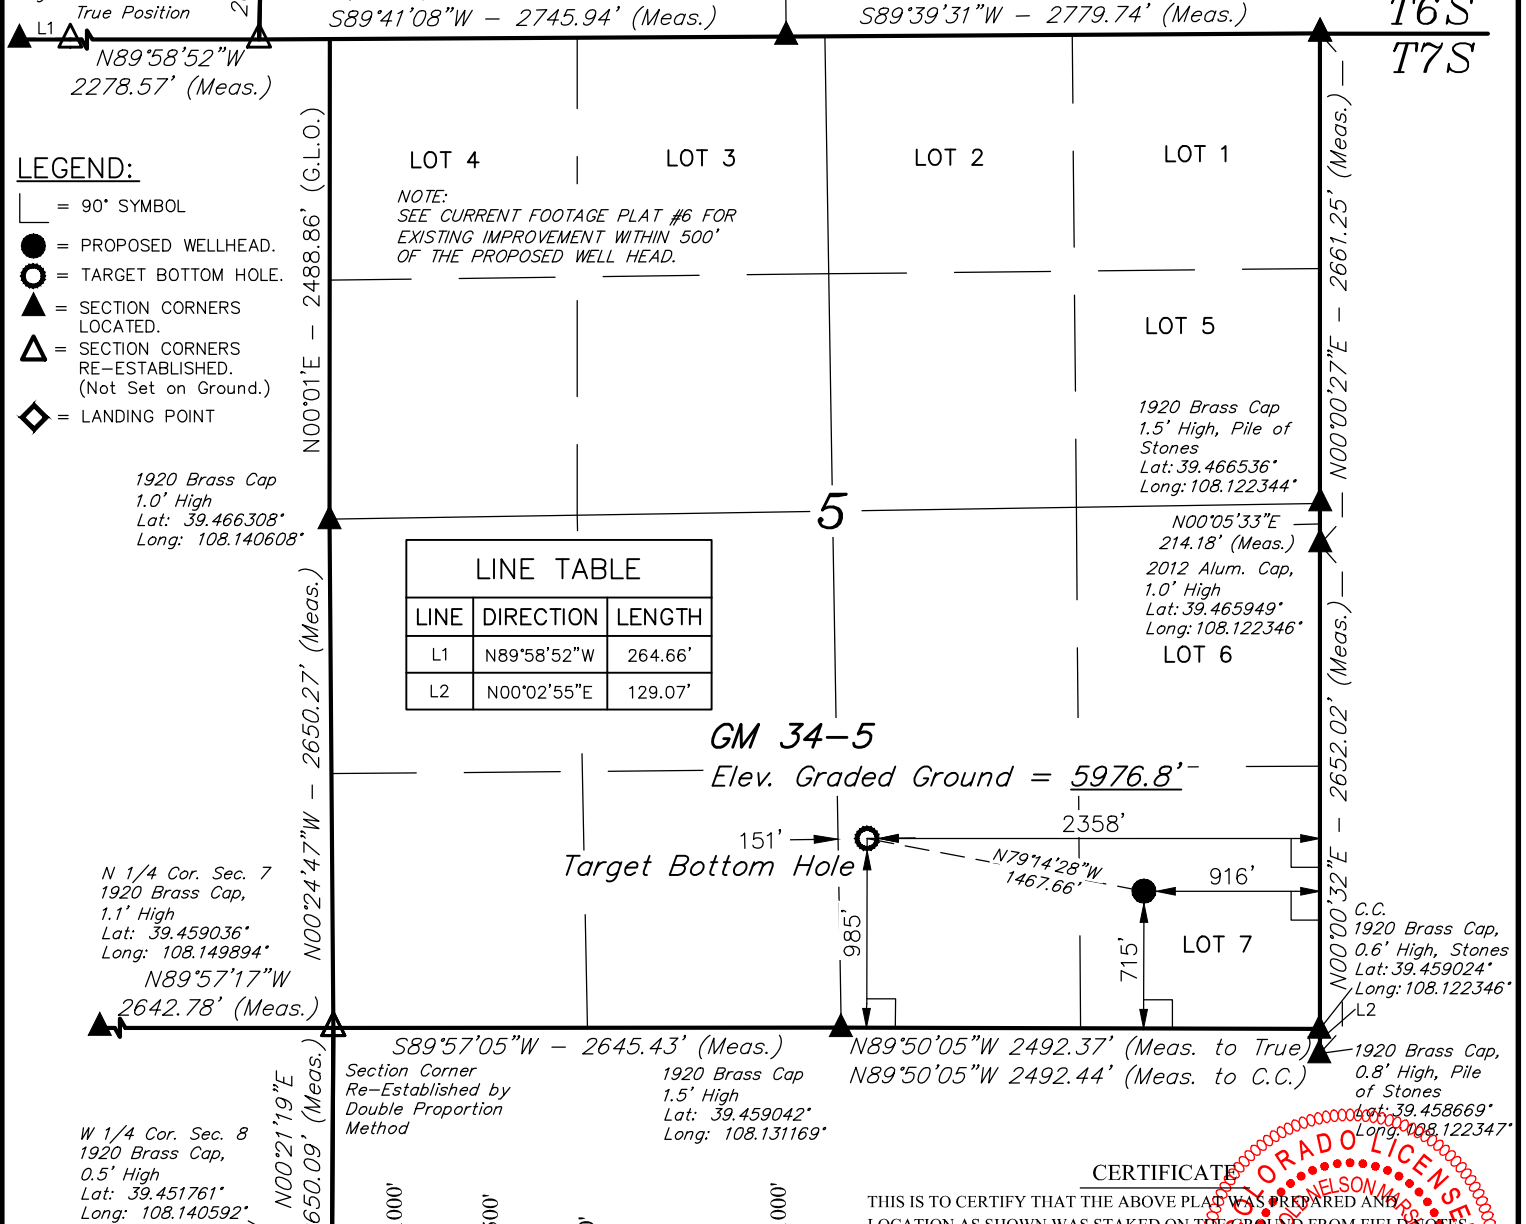 True Position
S89°41'08"W - 2745.94' (Meas.)
S89°39'31"W - 2779.74' (Meas.)
T6S
T7S
L1
N89°58'52"W
2278.57' (Meas.)
LEGEND:
= 90° SYMBOL
= PROPOSED WELLHEAD.
= TARGET BOTTOM HOLE.
= SECTION CORNERS
LOCATED.
= SECTION CORNERS
RE-ESTABLISHED.
(Not Set on Ground.)
= LANDING POINT
N00°01'E - 2488.86' (G.L.O.)
LOT 4
LOT 3
LOT 2
LOT 1
NOTE:
SEE CURRENT FOOTAGE PLAT #6 FOR
EXISTING IMPROVEMENT WITHIN 500'
OF THE PROPOSED WELL HEAD.
LOT 5
N00°00'27"E - 2661.25' (Meas.)
1920 Brass Cap
1.5' High, Pile of
Stones
Lat: 39.466536°
Long: 108.122344°
1920 Brass Cap
1.0' High
Lat: 39.466308°
Long: 108.140608°
5
N00°05'33"E
214.18' (Meas.)
2012 Alum. Cap,
1.0' High
Lat: 39.465949°
Long: 108.122346°
LOT 6
LINE TABLE
LINE DIRECTION LENGTH
L1 N89°58'52"W 264.66'
L2 N00°02'55"E 129.07'
N00°24'47"W - 2650.27' (Meas.)
N00°00'32"E - 2652.02' (Meas.)
GM 34-5
Elev. Graded Ground = 5976.8'
151'
2358'
Target Bottom Hole
N79°14'28"W
1467.66'
916'
985'
715'
LOT 7
N 1/4 Cor. Sec. 7
1920 Brass Cap,
1.1' High
Lat: 39.459036°
Long: 108.149894°
N89°57'17"W
2642.78' (Meas.)
C.C.
1920 Brass Cap,
0.6' High, Stones
Lat: 39.459024°
Long: 108.122346°
L2
S89°57'05"W - 2645.43' (Meas.)
N89°50'05"W 2492.37' (Meas. to True)
N89°50'05"W 2492.44' (Meas. to C.C.)
Section Corner
Re-Established by
Double Proportion
Method
1920 Brass Cap
1.5' High
Lat: 39.459042°
Long: 108.131169°
1920 Brass Cap,
0.8' High, Pile
of Stones
Lat: 39.458669°
Long: 108.122347°
N00°21'19"E
650.09' (Meas.)
W 1/4 Cor. Sec. 8
1920 Brass Cap,
0.5' High
Lat: 39.451761°
Long: 108.140592°
CERTIFICATE
THIS IS TO CERTIFY THAT THE ABOVE PLAT WAS PREPARED AND
COLORADO LICENSE
NELSON MARS